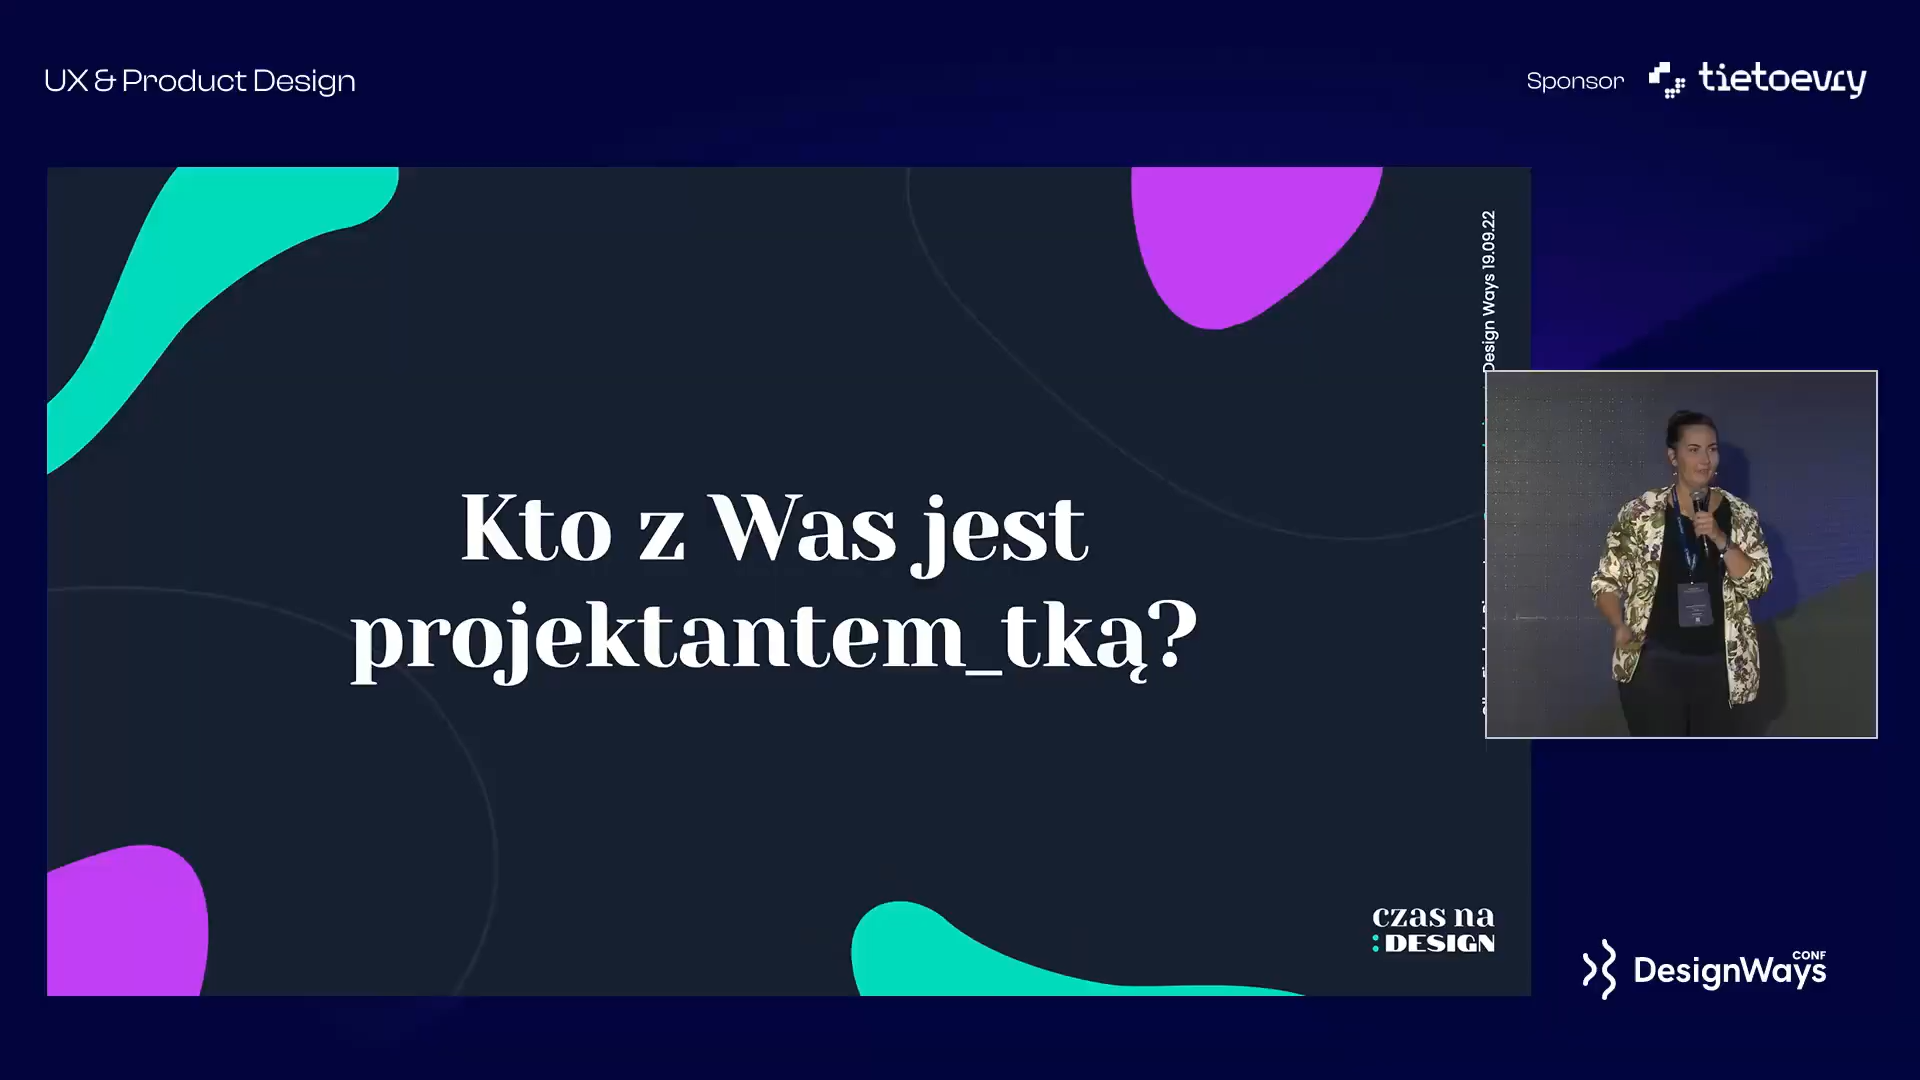 UX & Product Design
Sponsor tietoevry
Design Ways 19.09.22
Kto z Was jest
projektantem_tką?
czas na
:DESIGN
DesignWays CONF